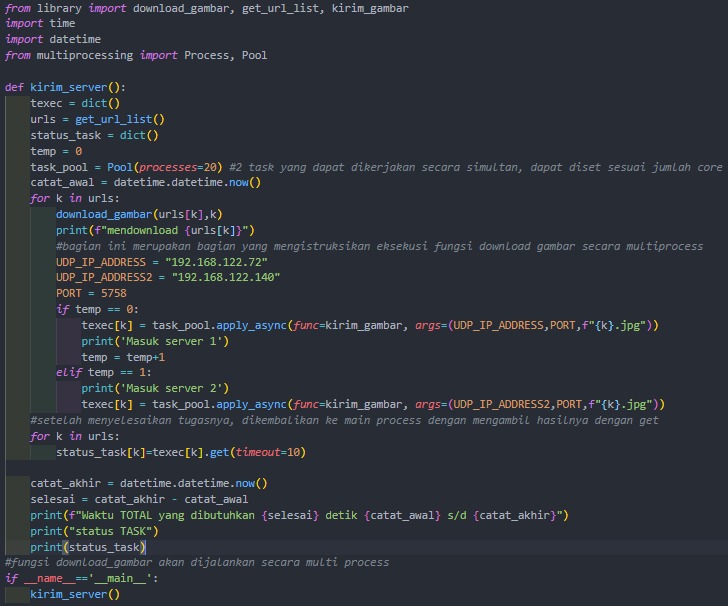 from library import download_gambar, get_url_list, kirim_gambar
import time
import datetime
from multiprocessing import Process, Pool

def kirim_server():
    texec = dict()
    urls = get_url_list()
    status_task = dict()
    temp = 0
    task_pool = Pool(processes=20) #2 task yang dapat dikerjakan secara simultan, dapat diset sesuai jumlah core
    catat_awal = datetime.datetime.now()
    for k in urls:
        download_gambar(urls[k],k)
        print(f"mendownload {urls[k]}")
        #bagian ini merupakan bagian yang mengistruksikan eksekusi fungsi download gambar secara multiprocess
        UDP_IP_ADDRESS = "192.168.122.72"
        UDP_IP_ADDRESS2 = "192.168.122.140"
        PORT = 5758
        if temp == 0:
            texec[k] = task_pool.apply_async(func=kirim_gambar, args=(UDP_IP_ADDRESS,PORT,f"{k}.jpg"))
            print('Masuk server 1')
            temp = temp+1
        elif temp == 1:
            print('Masuk server 2')
            texec[k] = task_pool.apply_async(func=kirim_gambar, args=(UDP_IP_ADDRESS2,PORT,f"{k}.jpg"))
    #setelah menyelesaikan tugasnya, dikembalikan ke main process dengan mengambil hasilnya dengan get
    for k in urls:
        status_task[k]=texec[k].get(timeout=10)

    catat_akhir = datetime.datetime.now()
    selesai = catat_akhir - catat_awal
    print(f"Waktu TOTAL yang dibutuhkan {selesai} detik {catat_awal} s/d {catat_akhir}")
    print("status TASK")
    print(status_task)
#fungsi download_gambar akan dijalankan secara multi process
if __name__=='__main__':
    kirim_server()